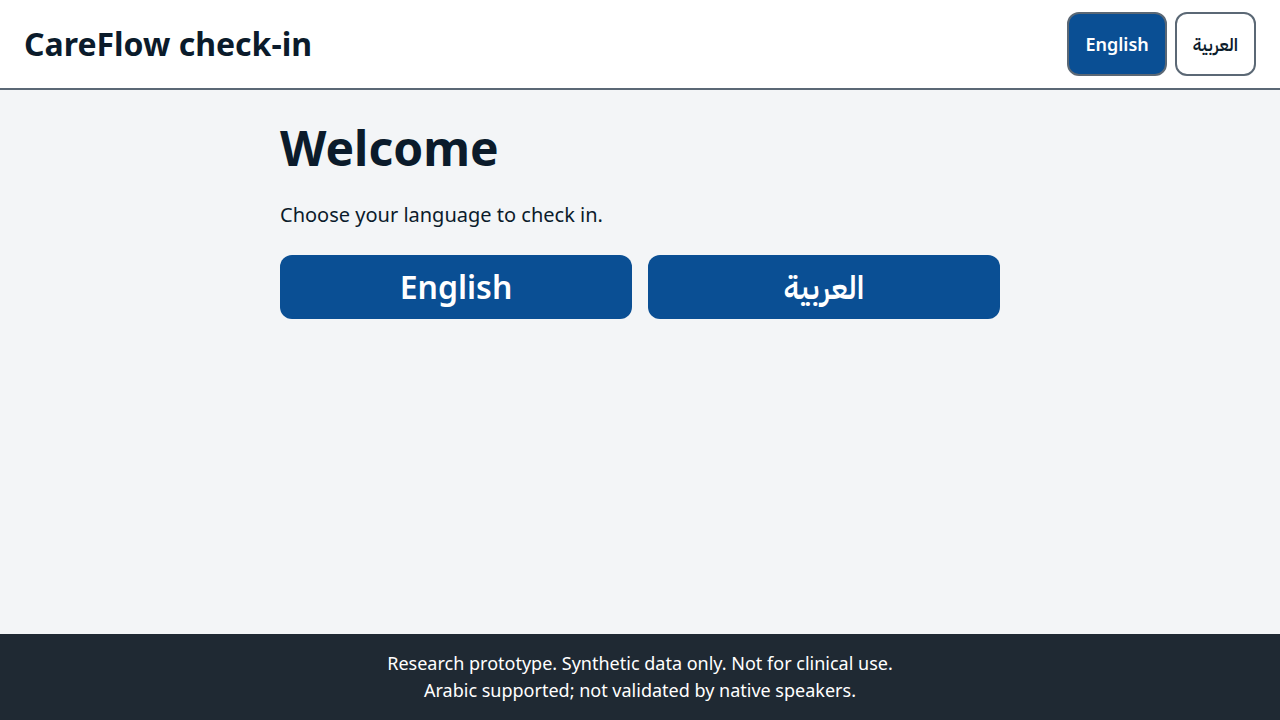 CareFlow check-in
English
العربية
Welcome
Choose your language to check in.
English
العربية
Research prototype. Synthetic data only. Not for clinical use.
Arabic supported; not validated by native speakers.